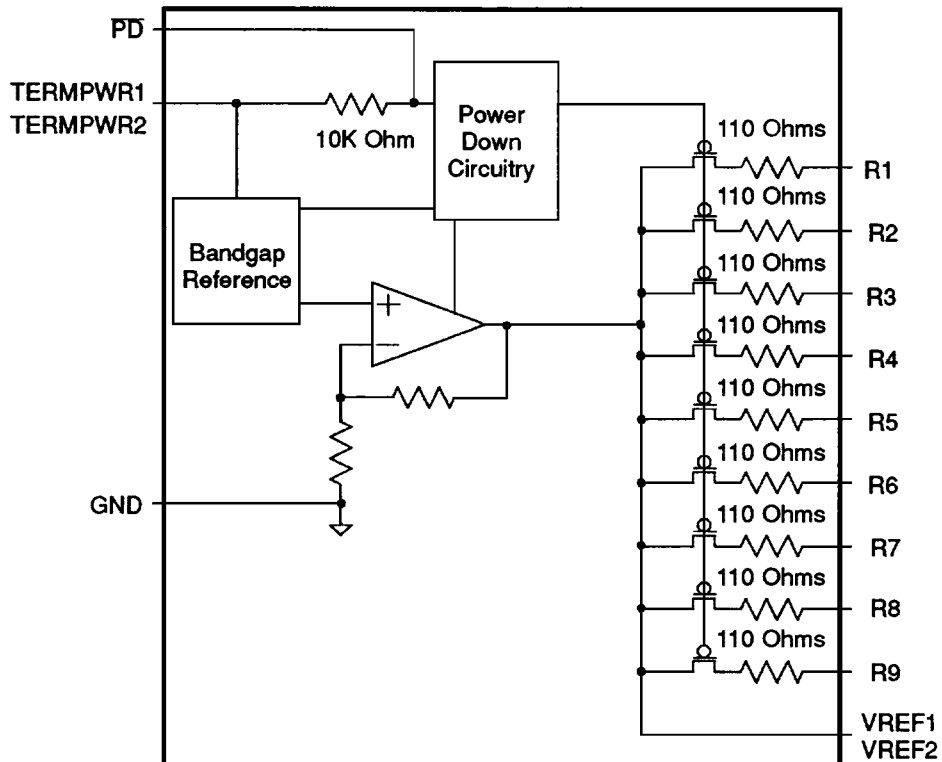 PD
TERMPWR1
TERMPWR2
10K Ohm
Power
Down
Circuitry
Bandgap
Reference
+
−
GND
110 Ohms
R1
110 Ohms
R2
110 Ohms
R3
110 Ohms
R4
110 Ohms
R5
110 Ohms
R6
110 Ohms
R7
110 Ohms
R8
110 Ohms
R9
VREF1
VREF2